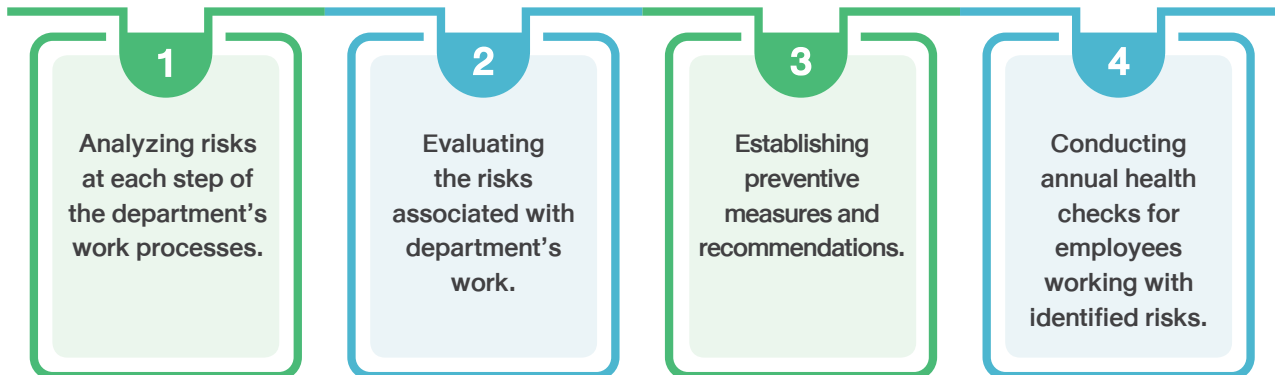 1
Analyzing risks
at each step of
the department's
work processes.
2
Evaluating
the risks
associated with
department's
work.
3
Establishing
preventive
measures and
recommendations.
4
Conducting
annual health
checks for
employees
working with
identified risks.